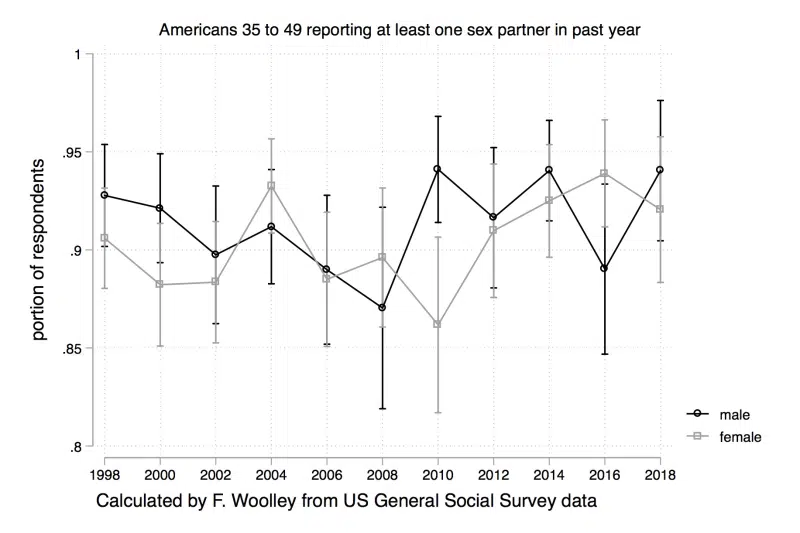 Americans 35 to 49 reporting at least one sex partner in past year
1
.95
.9
.85
.8
portion of respondents
1998 2000 2002 2004 2006 2008 2010 2012 2014 2016 2018
male
female
Calculated by F. Woolley from US General Social Survey data